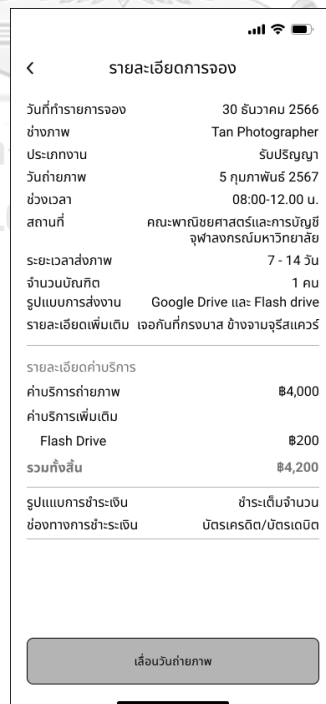 รายละเอียดการจอง
วันที่ทำรายการจอง 30 ธันวาคม 2566
ช่างภาพ Tan Photographer
ประเภทงาน รับปริญญา
วันถ่ายภาพ 5 กุมภาพันธ์ 2567
ช่วงเวลา 08:00-12.00 น.
สถานที่ คณะพาณิชยศาสตร์และการบัญชี
จุฬาลงกรณ์มหาวิทยาลัย
ระยะเวลาส่งภาพ 7 - 14 วัน
จำนวนบัณฑิต 1 คน
รูปแบบการส่งงาน Google Drive และ Flash drive
รายละเอียดเพิ่มเติม เจอกันที่ทรงบาส ข้างจามจุรีสแควร์
รายละเอียดค่าบริการ
ค่าบริการถ่ายภาพ ฿4,000
ค่าบริการเพิ่มเติม
Flash Drive ฿200
รวมทั้งสิ้น ฿4,200
รูปแแบการชำระเงิน ชำระเต็มจำนวน
ช่องทางการชำะระเงิน บัตรเครดิต/บัตรเดบิต
เลื่อนวันถ่ายภาพ